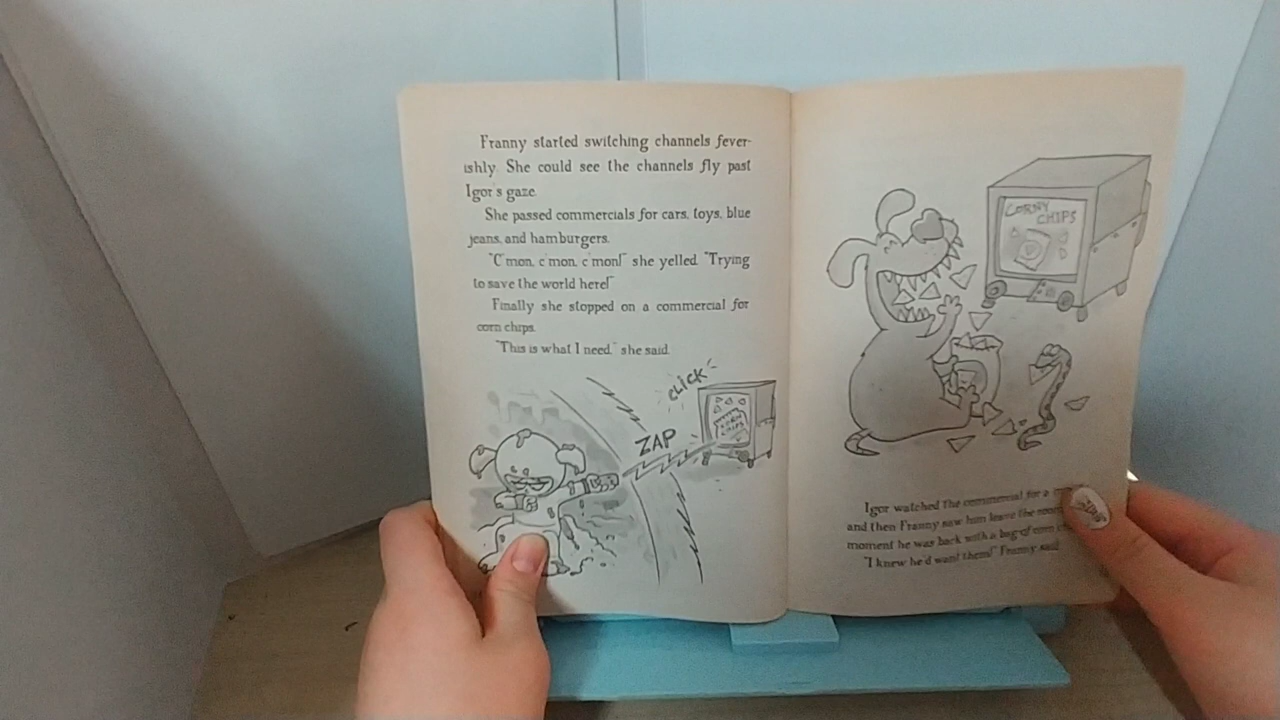 Franny started switching channels fever-
ishly. She could see the channels fly past
Igor's gaze.
She passed commercials for cars, toys, blue
jeans, and hamburgers.
"C'mon, c'mon, c'mon!" she yelled. "Trying
to save the world here!"
Finally she stopped on a commercial for
corn chips.
"This is what I need," she said.
CLICK
ZAP
CORN
CHIPS
CORNY
CHIPS
Igor watched the commercial for a
and then Franny saw him leave the room
moment he was back with a bag of corn
"I knew he'd want them!" Franny said.